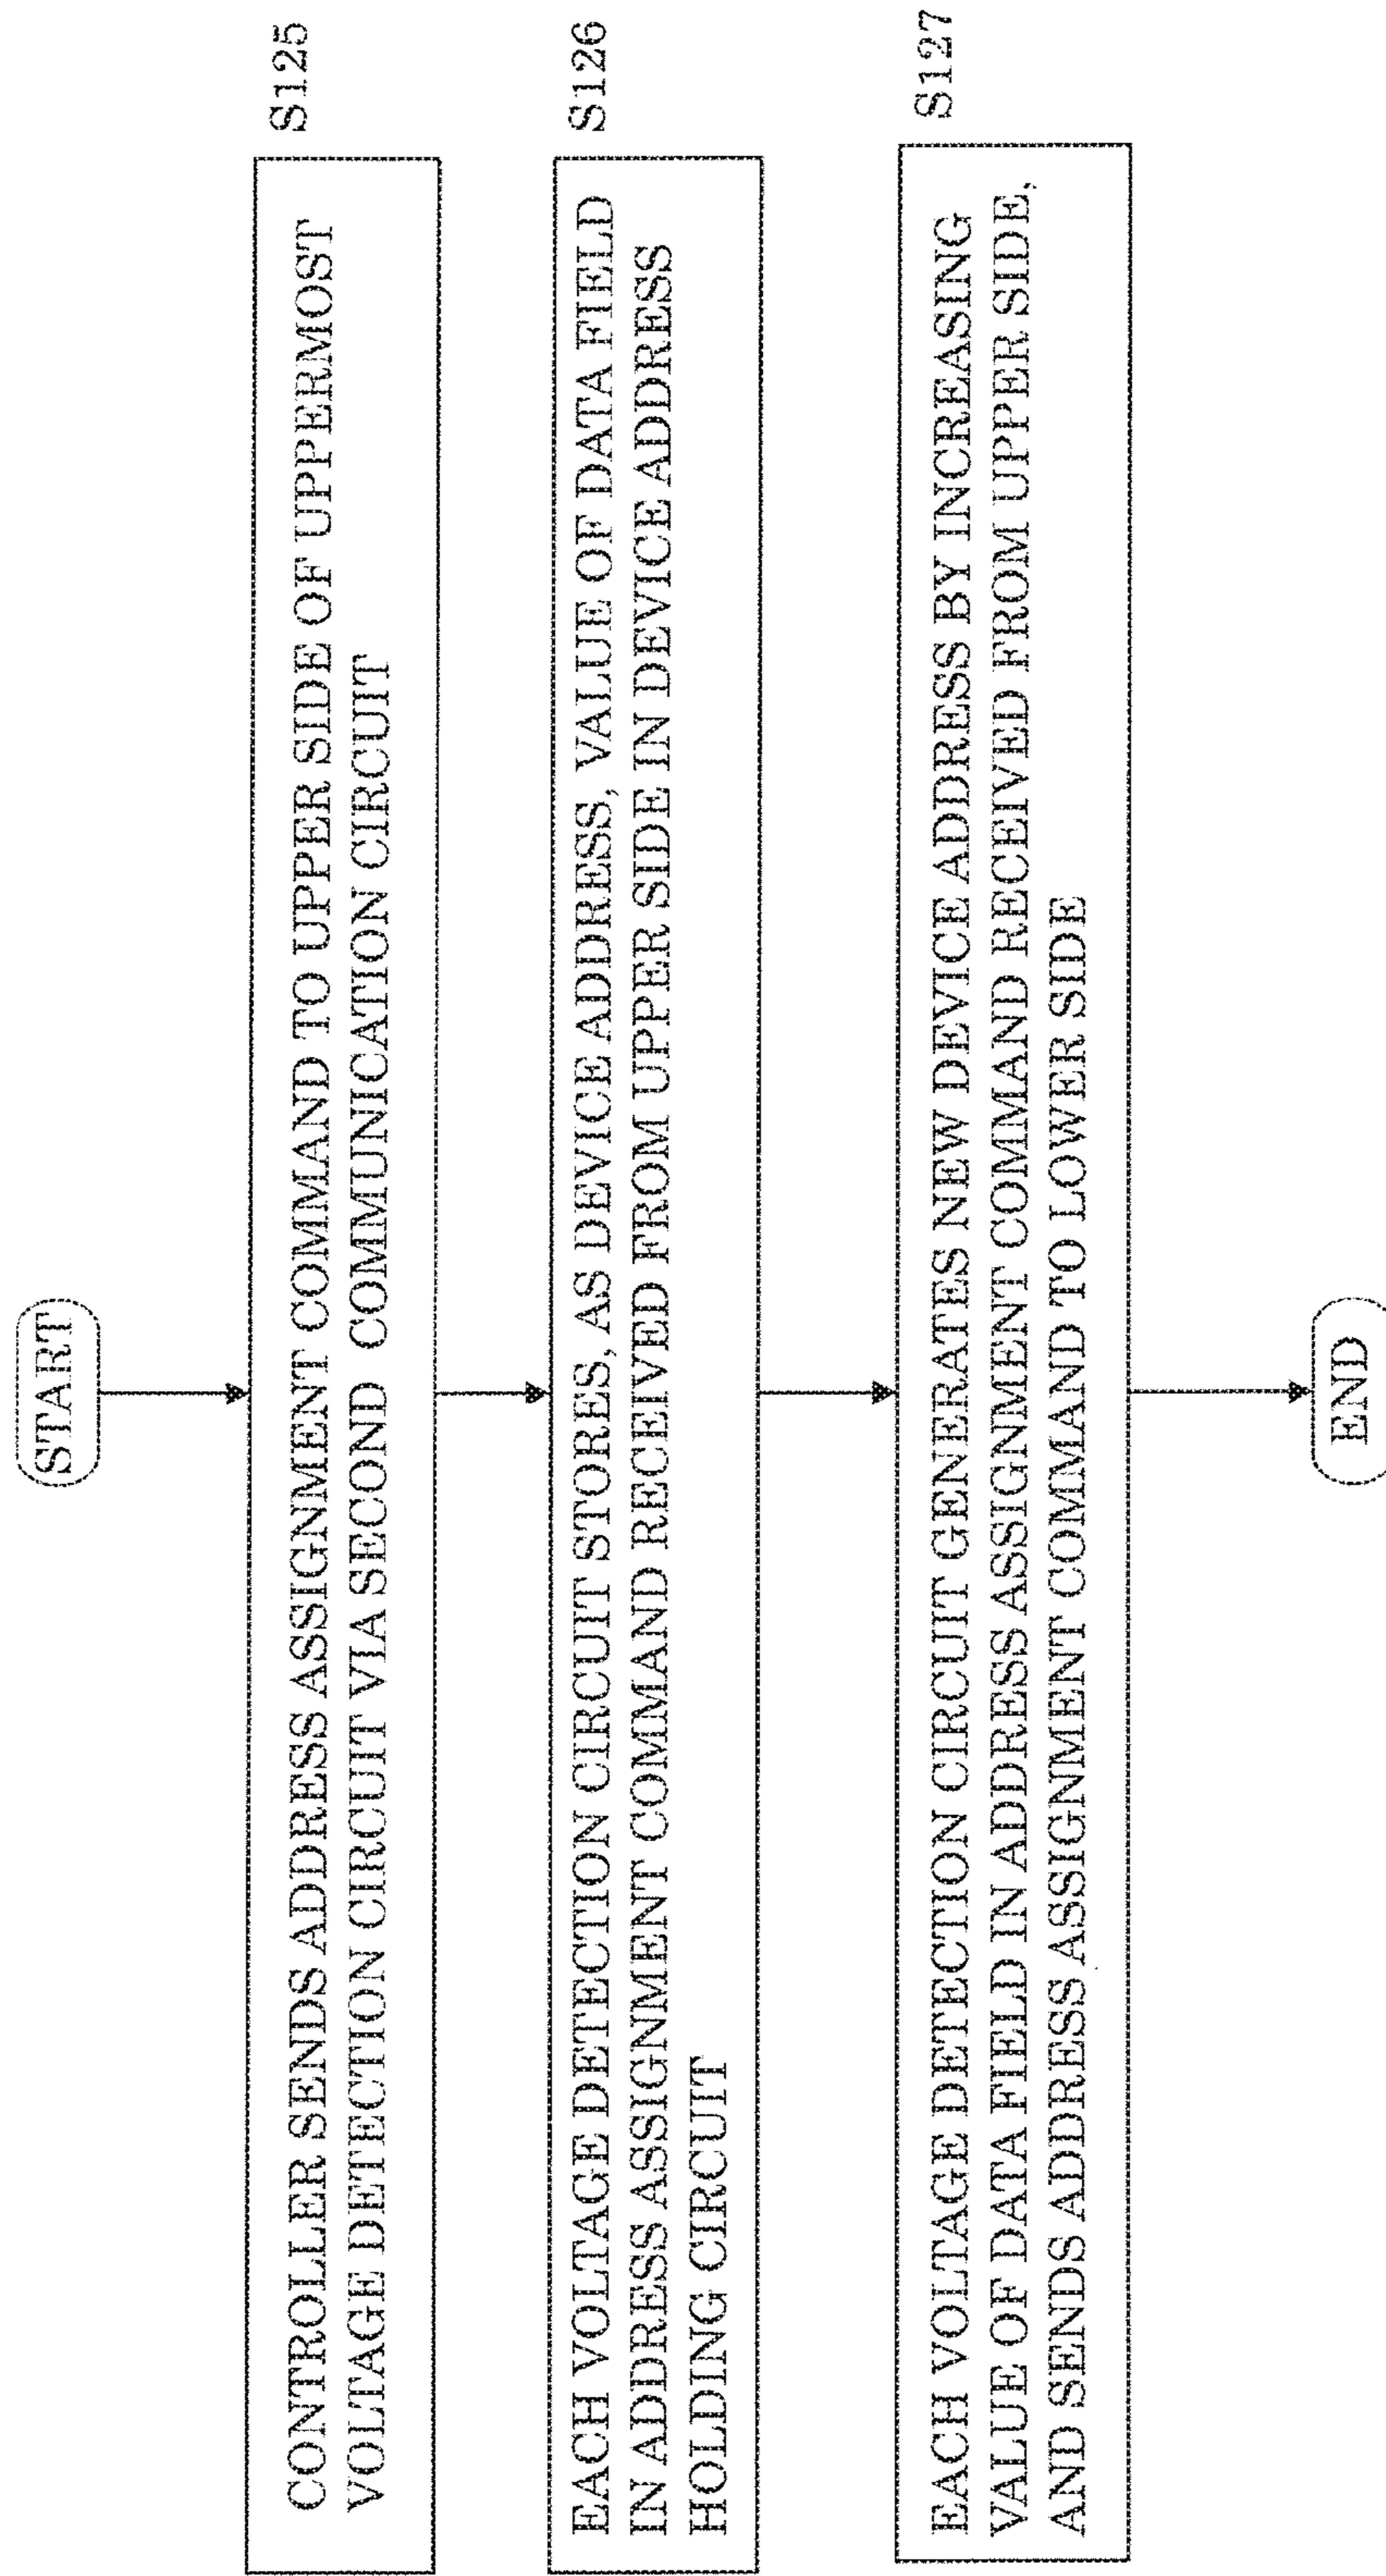 START
S125
CONTROLLER SENDS ADDRESS ASSIGNMENT COMMAND TO UPPER SIDE OF UPPERMOST
VOLTAGE DETECTION CIRCUIT VIA SECOND COMMUNICATION CIRCUIT
S126
EACH VOLTAGE DETECTION CIRCUIT STORES, AS DEVICE ADDRESS, VALUE OF DATA FIELD
IN ADDRESS ASSIGNMENT COMMAND RECEIVED FROM UPPER SIDE IN DEVICE ADDRESS
HOLDING CIRCUIT
S127
EACH VOLTAGE DETECTION CIRCUIT GENERATES NEW DEVICE ADDRESS BY INCREASING
VALUE OF DATA FIELD IN ADDRESS ASSIGNMENT COMMAND RECEIVED FROM UPPER SIDE,
AND SENDS ADDRESS ASSIGNMENT COMMAND TO LOWER SIDE
END